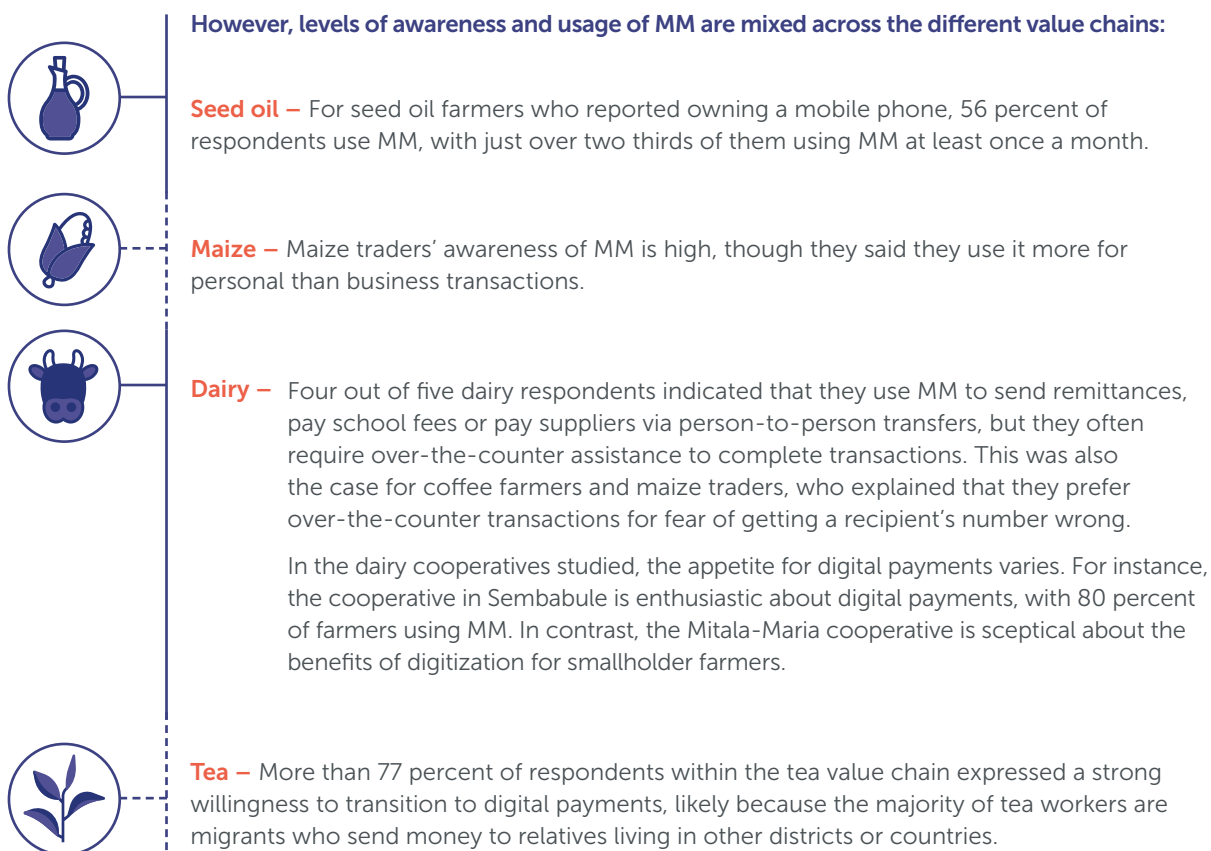 However, levels of awareness and usage of MM are mixed across the different value chains:
Seed oil – For seed oil farmers who reported owning a mobile phone, 56 percent of
respondents use MM, with just over two thirds of them using MM at least once a month.
Maize – Maize traders’ awareness of MM is high, though they said they use it more for
personal than business transactions.
Dairy – Four out of five dairy respondents indicated that they use MM to send remittances,
pay school fees or pay suppliers via person-to-person transfers, but they often
require over-the-counter assistance to complete transactions. This was also
the case for coffee farmers and maize traders, who explained that they prefer
over-the-counter transactions for fear of getting a recipient’s number wrong.
In the dairy cooperatives studied, the appetite for digital payments varies. For instance,
the cooperative in Sembabule is enthusiastic about digital payments, with 80 percent
of farmers using MM. In contrast, the Mitala-Maria cooperative is sceptical about the
benefits of digitization for smallholder farmers.
Tea – More than 77 percent of respondents within the tea value chain expressed a strong
willingness to transition to digital payments, likely because the majority of tea workers are
migrants who send money to relatives living in other districts or countries.